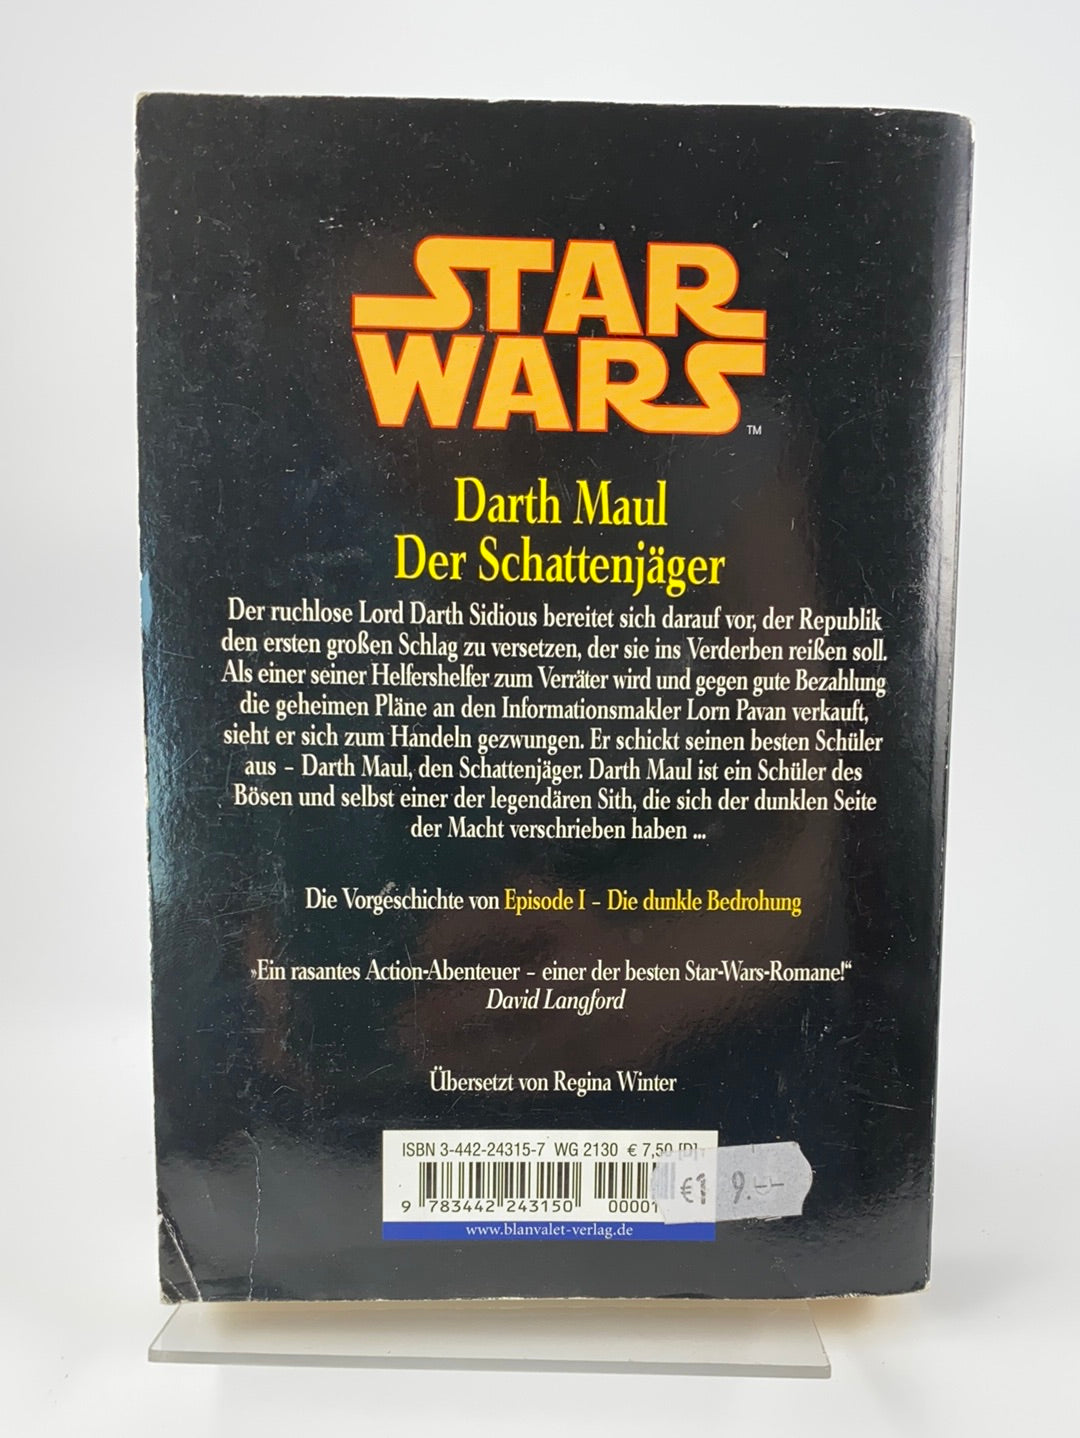 STAR
WARS
TM
Darth Maul
Der Schattenjäger
Der ruchlose Lord Darth Sidious bereitet sich darauf vor, der Republik
den ersten großen Schlag zu versetzen, der sie ins Verderben reißen soll.
Als einer seiner Helfershelfer zum Verräter wird und gegen gute Bezahlung
die geheimen Pläne an den Informationsmakler Lorn Pavan verkauft,
sieht er sich zum Handeln gezwungen. Er schickt seinen besten Schüler
aus – Darth Maul, den Schattenjäger. Darth Maul ist ein Schüler des
Bösen und selbst einer der legendären Sith, die sich der dunklen Seite
der Macht verschrieben haben ...
Die Vorgeschichte von Episode I – Die dunkle Bedrohung
»Ein rasantes Action-Abenteuer – einer der besten Star-Wars-Romane!“
David Langford
Übersetzt von Regina Winter
ISBN 3-442-24315-7 WG 2130 € 7,50 [D]
9 783442 243150 00001
€ 9.--
www.blanvalet-verlag.de